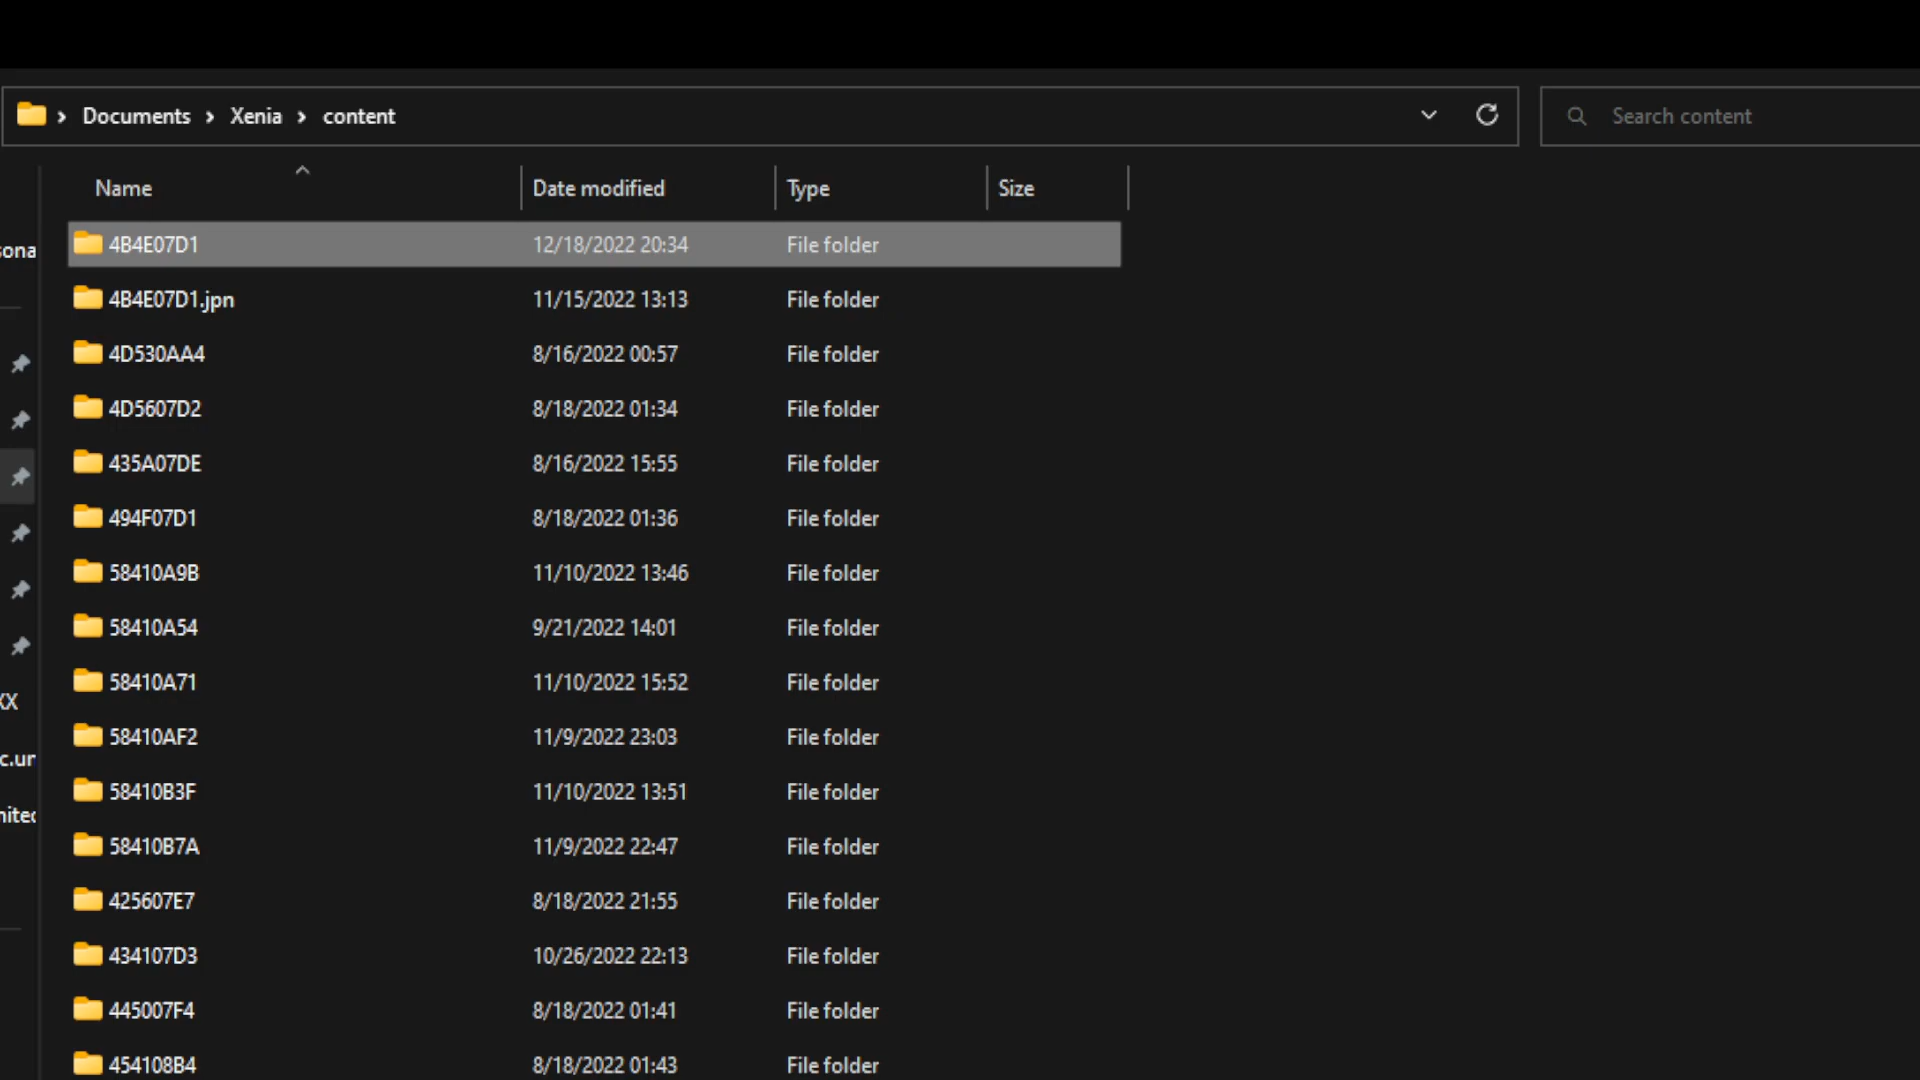 Documents Xenia content
Search content
Name Date modified Type Size
4B4E07D1 12/18/2022 20:34 File folder
sona
4B4E07D1.jpn 11/15/2022 13:13 File folder
4D530AA4 8/16/2022 00:57 File folder
4D5607D2 8/18/2022 01:34 File folder
435A07DE 8/16/2022 15:55 File folder
494F07D1 8/18/2022 01:36 File folder
58410A9B 11/10/2022 13:46 File folder
58410A54 9/21/2022 14:01 File folder
58410A71 11/10/2022 15:52 File folder
XX
58410AF2 11/9/2022 23:03 File folder
c.ur
58410B3F 11/10/2022 13:51 File folder
nited
58410B7A 11/9/2022 22:47 File folder
425607E7 8/18/2022 21:55 File folder
434107D3 10/26/2022 22:13 File folder
445007F4 8/18/2022 01:41 File folder
454108B4 8/18/2022 01:43 File folder